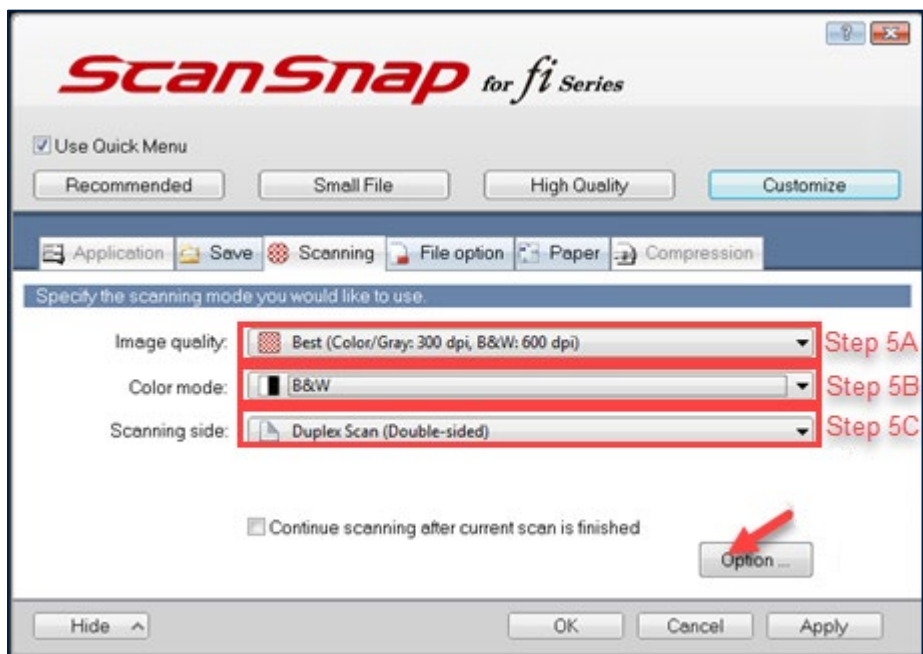 ScanSnap for fi Series
Use Quick Menu
Recommended Small File High Quality Customize
Application Save Scanning File option Paper Compression
Specify the scanning mode you would like to use.
Image quality: Best (Color/Gray: 300 dpi, B&W: 600 dpi) Step 5A
Color mode: B&W Step 5B
Scanning side: Duplex Scan (Double-sided) Step 5C
Continue scanning after current scan is finished
Option ...
Hide OK Cancel Apply